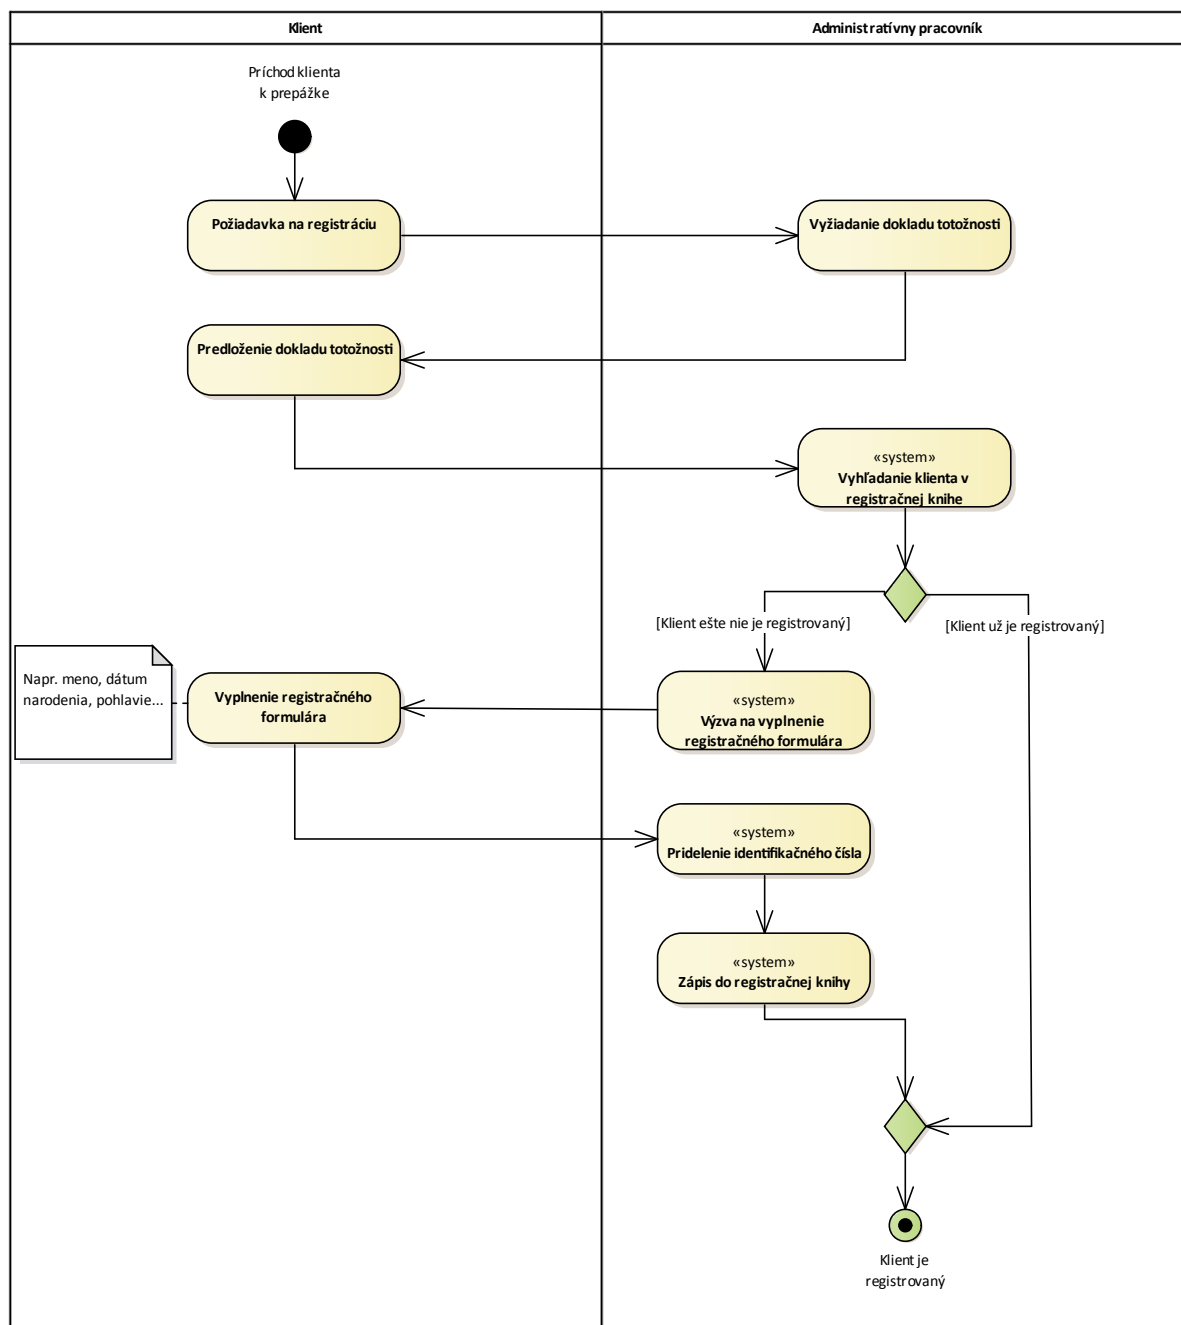 Klient
Administratívny pracovník
Príchod klienta
k prepážke
Požiadavka na registráciu
Vyžiadanie dokladu totožnosti
Predloženie dokladu totožnosti
«system»
Vyhľadanie klienta v
registračnej knihe
[Klient ešte nie je registrovaný]
[Klient už je registrovaný]
Napr. meno, dátum
narodenia, pohlavie...
Vyplnenie registračného
formulára
«system»
Výzva na vyplnenie
registračného formulára
«system»
Pridelenie identifikačného čísla
«system»
Zápis do registračnej knihy
Klient je
registrovaný